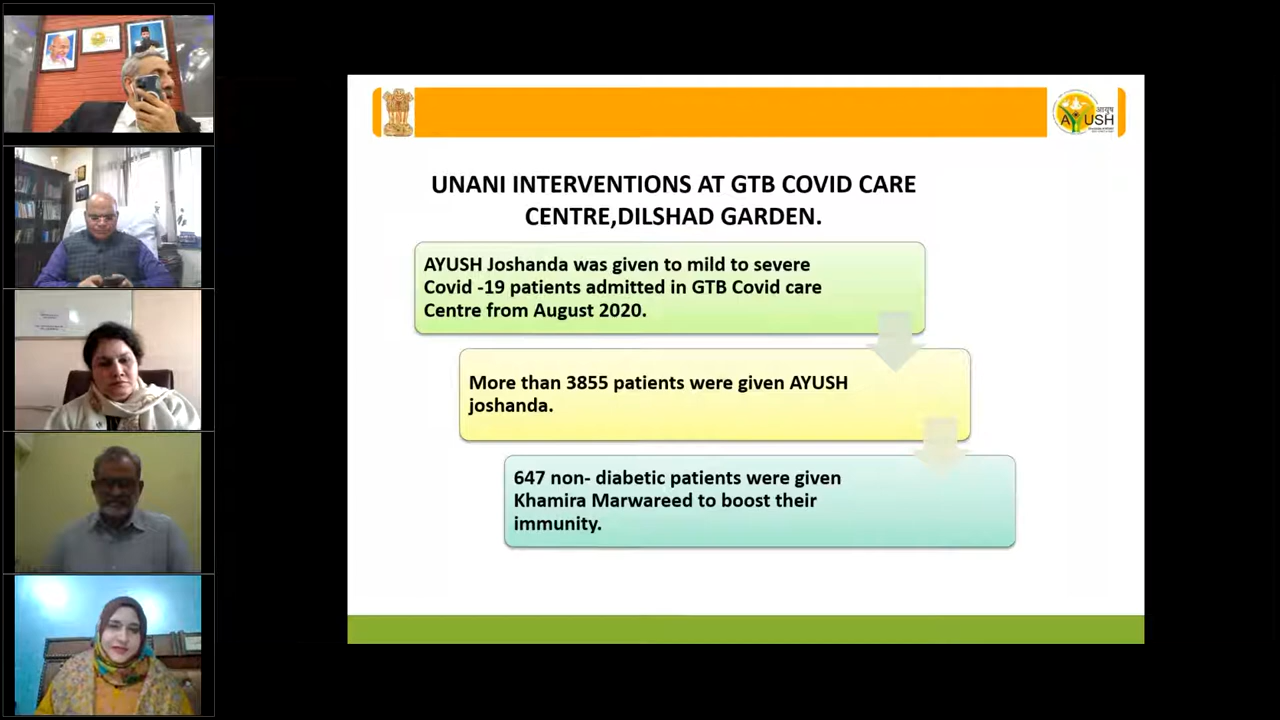 आयुष
AYUSH
UNANI INTERVENTIONS AT GTB COVID CARE
CENTRE,DILSHAD GARDEN.
AYUSH Joshanda was given to mild to severe
Covid -19 patients admitted in GTB Covid care
Centre from August 2020.
More than 3855 patients were given AYUSH
joshanda.
647 non- diabetic patients were given
Khamira Marwareed to boost their
immunity.